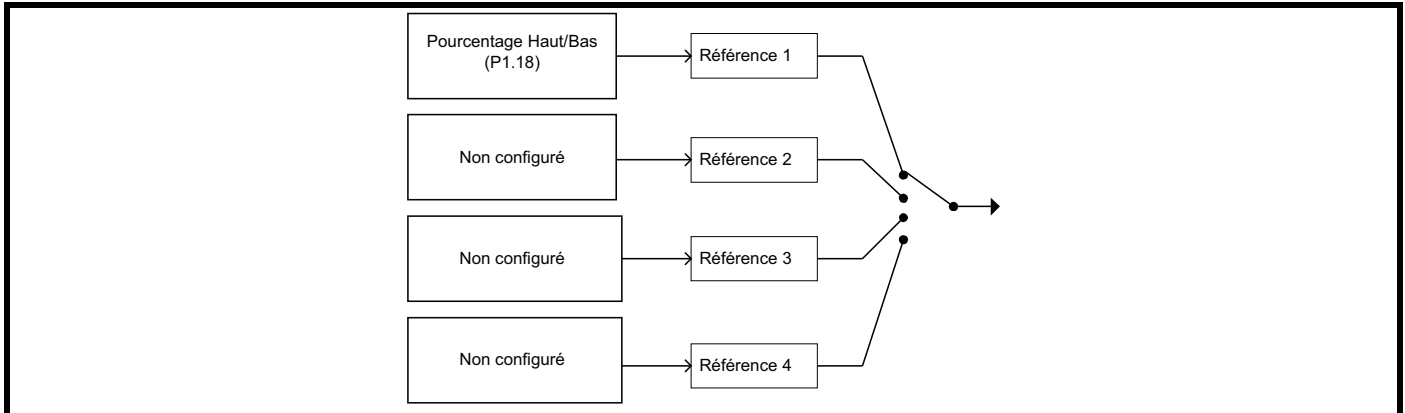 Pourcentage Haut/Bas
(P1.18)
Référence 1
Non configuré
Référence 2
Non configuré
Référence 3
Non configuré
Référence 4